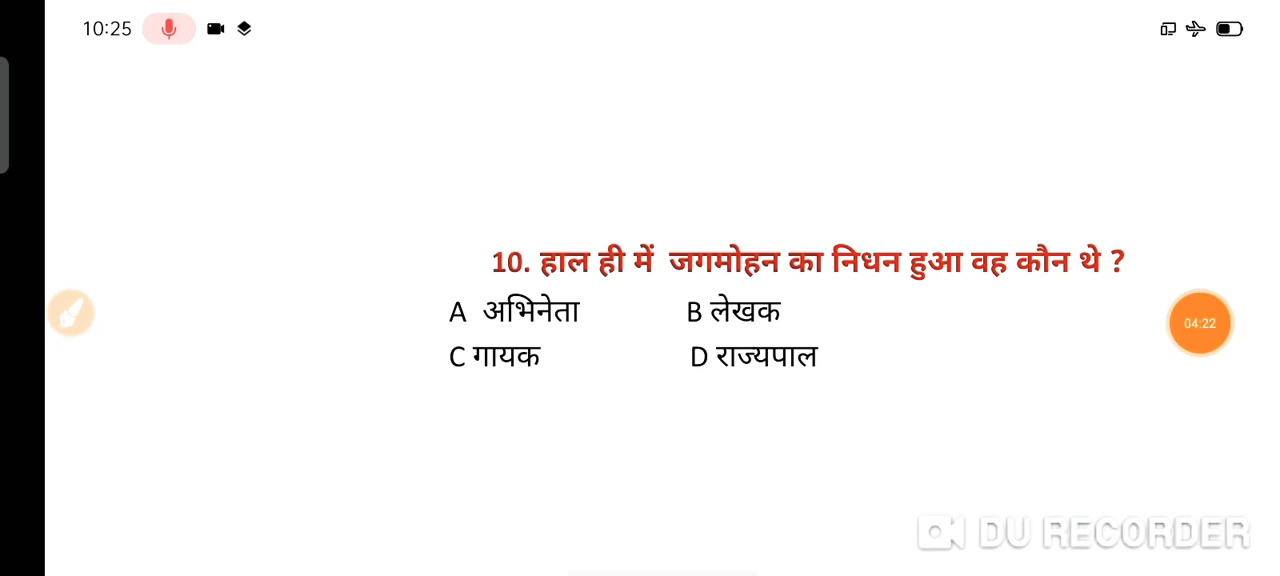 10:25
10. हाल ही में जगमोहन का निधन हुआ वह कौन थे ?
A अभिनेता B लेखक
04:22
C गायक D राज्यपाल
DU RECORDER